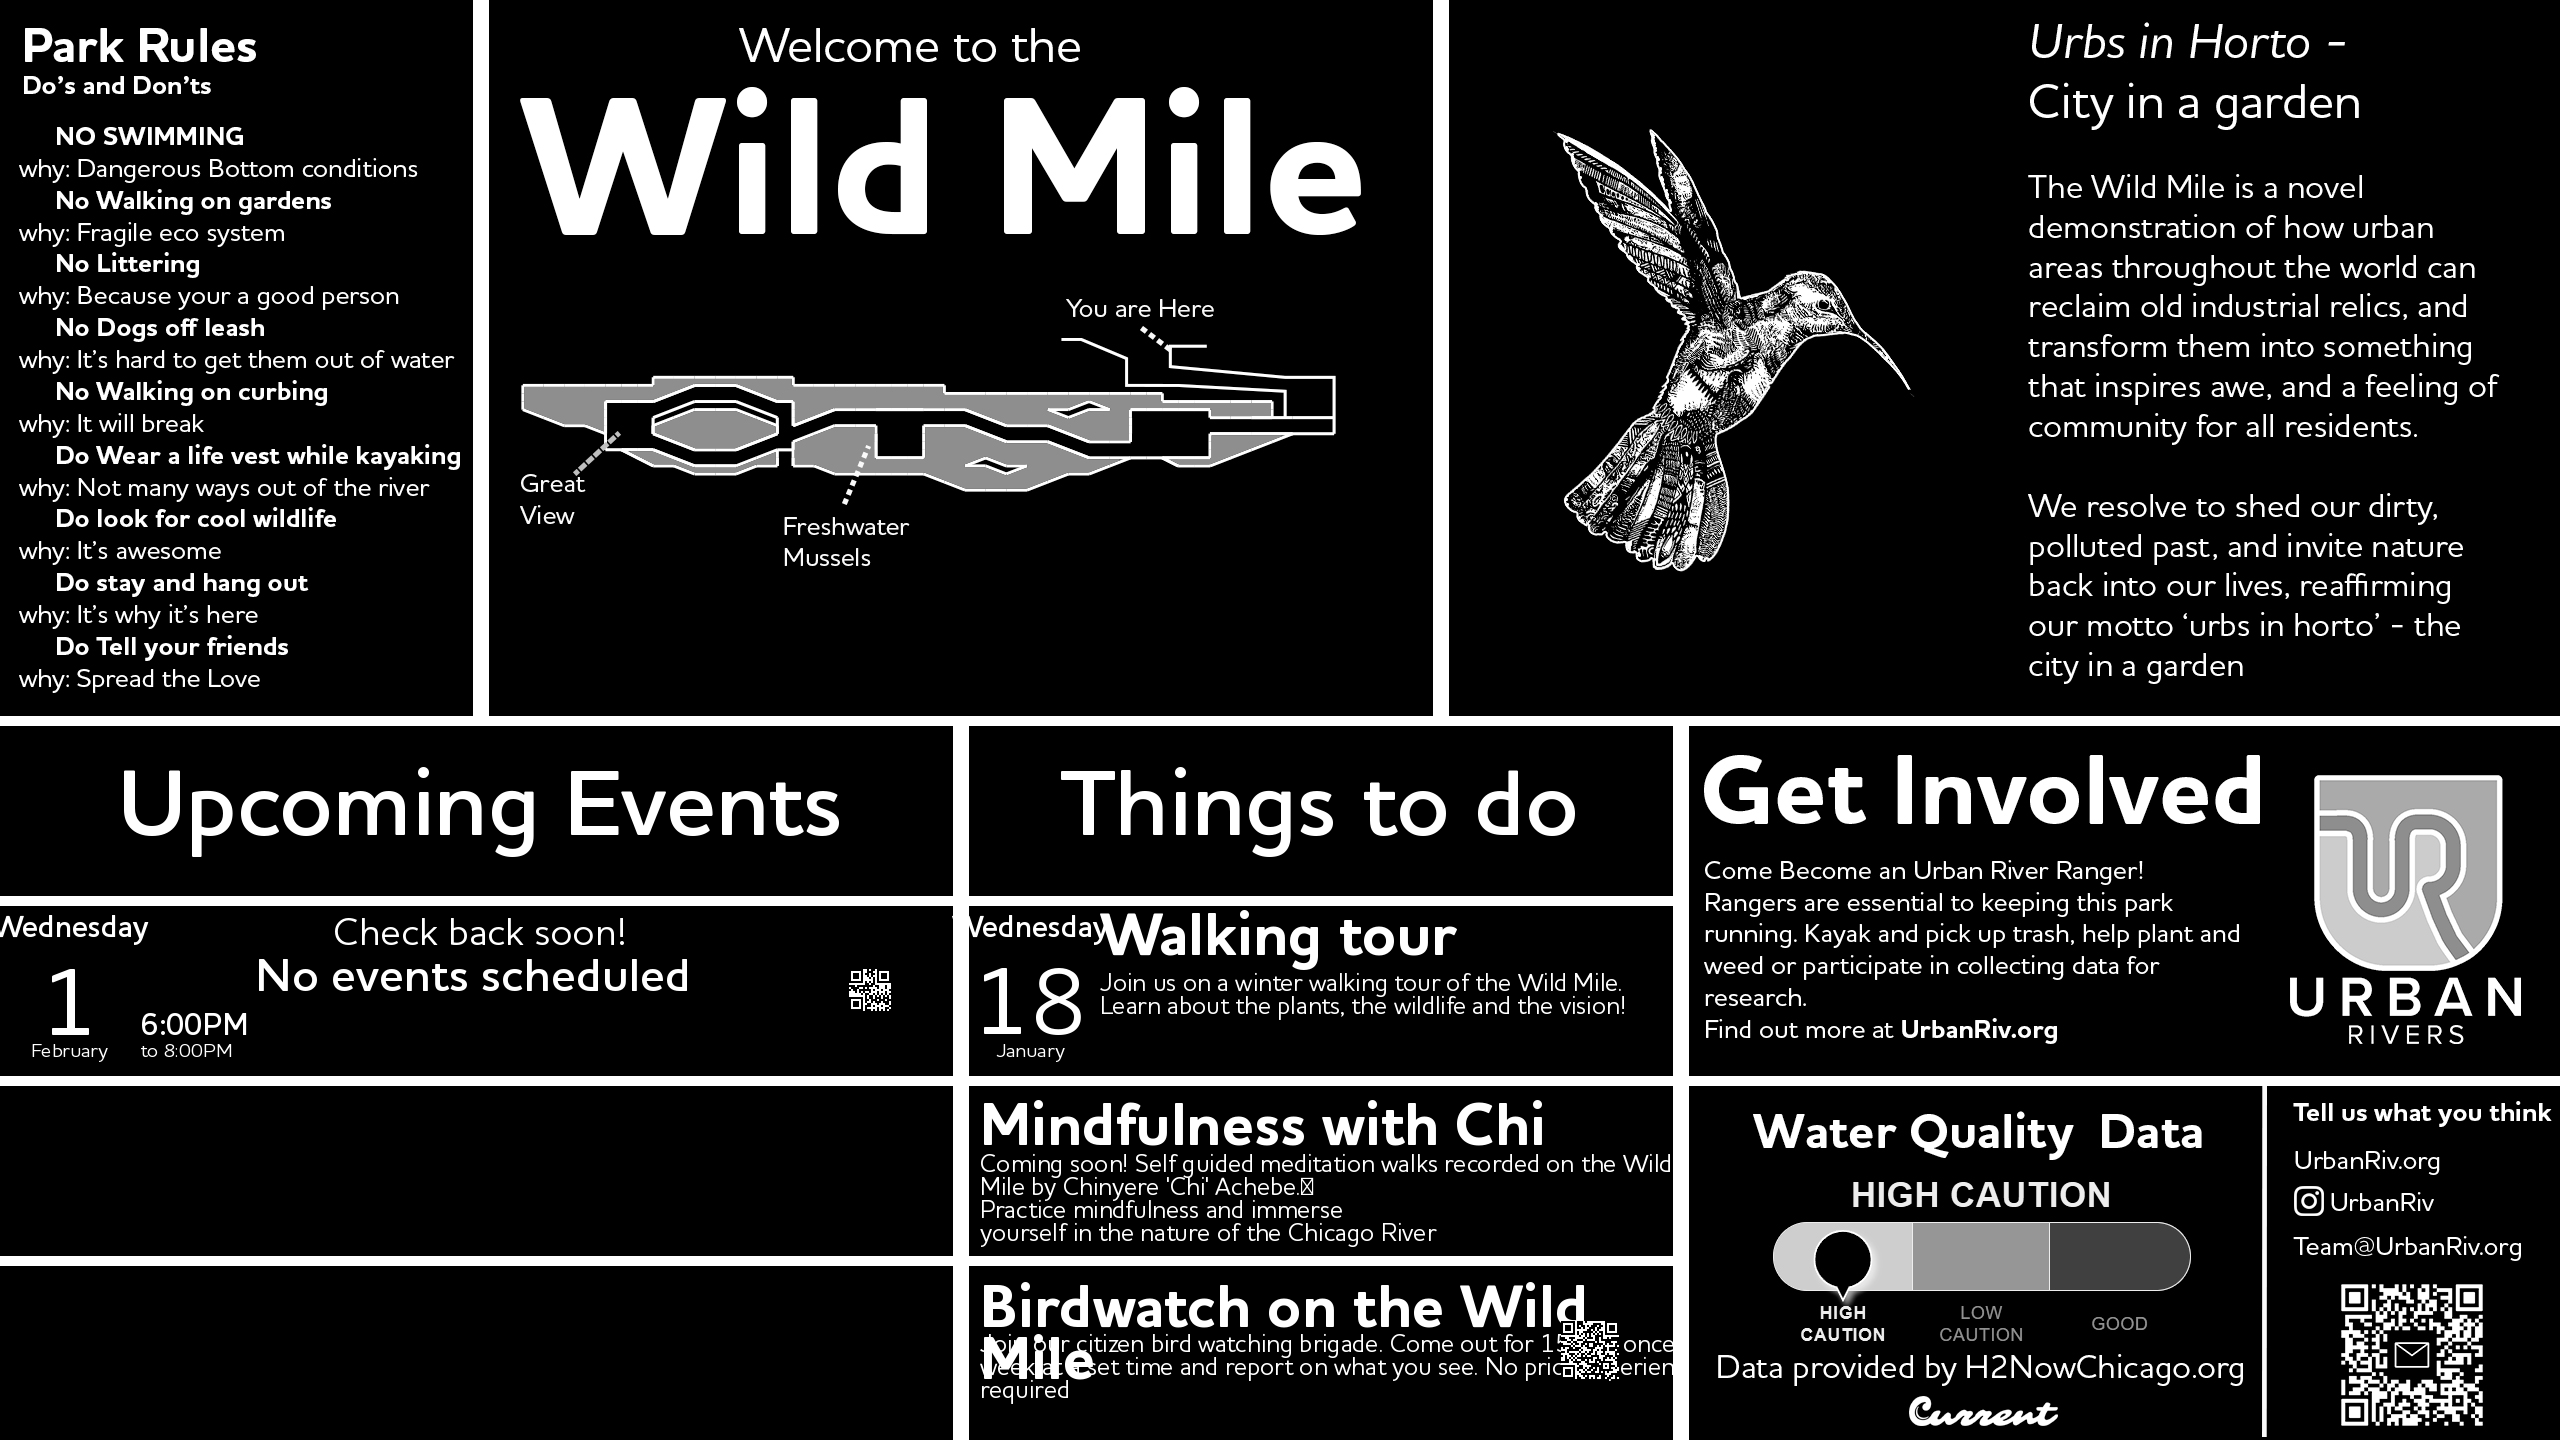 Park Rules
Do’s and Don’ts
NO SWIMMING
why: Dangerous Bottom conditions
No Walking on gardens
why: Fragile eco system
No Littering
why: Because your a good person
No Dogs off leash
why: It’s hard to get them out of water
No Walking on curbing
why: It will break
Do Wear a life vest while kayaking
why: Not many ways out of the river
Do look for cool wildlife
why: It’s awesome
Do stay and hang out
why: It’s why it’s here
Do Tell your friends
why: Spread the Love
Welcome to the
Wild Mile
You are Here
Great
View
Freshwater
Mussels
Urbs in Horto -
City in a garden
The Wild Mile is a novel
demonstration of how urban
areas throughout the world can
reclaim old industrial relics, and
transform them into something
that inspires awe, and a feeling of
community for all residents.
We resolve to shed our dirty,
polluted past, and invite nature
back into our lives, reaffirming
our motto ‘urbs in horto’ - the
city in a garden
Upcoming Events
Wednesday
1
February
6:00PM
to 8:00PM
Check back soon!
No events scheduled
Things to do
Wednesday
18
January
Walking tour
Join us on a winter walking tour of the Wild Mile.
Learn about the plants, the wildlife and the vision!
Mindfulness with Chi
Coming soon! Self guided meditation walks recorded on the Wild
Mile by Chinyere 'Chi' Achebe.
Practice mindfulness and immerse
yourself in the nature of the Chicago River
Birdwatch on the Wild
Mile
Join our citizen bird watching brigade. Come out for once
week at set time and report on what you see. No
required
Get Involved
Come Become an Urban River Ranger!
Rangers are essential to keeping this park
running. Kayak and pick up trash, help plant and
weed or participate in collecting data for
research.
Find out more at UrbanRiv.org
UR
URBAN
RIVERS
Water Quality Data
HIGH CAUTION
HIGH
CAUTION
LOW
CAUTION
GOOD
Data provided by H2NowChicago.org
Current
Tell us what you think
UrbanRiv.org
UrbanRiv
Team@UrbanRiv.org